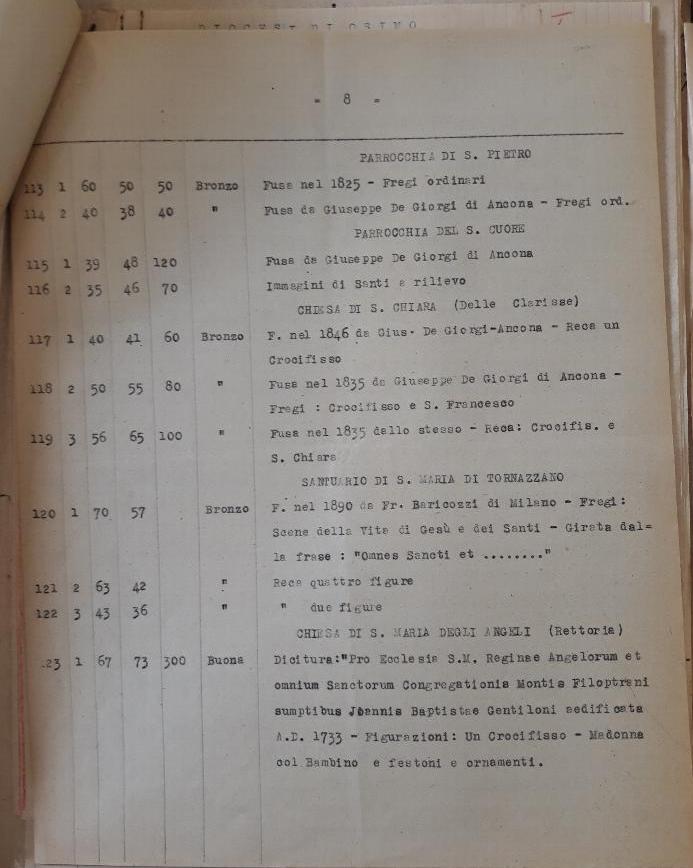 DIOCESI DI OSIMO
- 8 -
PARROCCHIA DI S. PIETRO
113 1 60 50 50 Bronzo Fusa nel 1825 - Fregi ordinari
114 2 40 38 40 " Fusa da Giuseppe De Giorgi di Ancona - Fregi ord.
PARROCCHIA DEL S. CUORE
115 1 39 48 120 Fusa da Giuseppe De Giorgi di Ancona
116 2 35 46 70 Immagini di Santi a rilievo
CHIESA DI S. CHIARA (Delle Clarisse)
117 1 40 41 60 Bronzo F. nel 1846 da Gius. De Giorgi-Ancona - Reca un
Crocifisso
118 2 50 55 80 " Fusa nel 1835 da Giuseppe De Giorgi di Ancona -
Fregi : Crocifisso e S. Francesco
119 3 56 65 100 " Fusa nel 1835 dallo stesso - Reca: Crocifis. e
S. Chiara
SANTUARIO DI S. MARIA DI TORNAZZANO
120 1 70 57 Bronzo F. nel 1890 da Fr. Baricozzi di Milano - Fregi:
Scene della Vita di Gesù e dei Santi - Girata dal=
la frase : "Omnes Sancti et ........"
121 2 63 42 " Reca quattro figure
122 3 43 36 " " due figure
CHIESA DI S. MARIA DEGLI ANGELI (Rettoria)
123 1 67 73 300 Buona Dicitura:"Pro Ecclesia S.M. Reginae Angelorum et
omnium Sanctorum Congregationis Montis Filoptrani
sumptibus Joannis Baptistae Gentiloni aedificata
A.D. 1733 - Figurazioni: Un Crocifisso - Madonna
col Bambino e festoni e ornamenti.